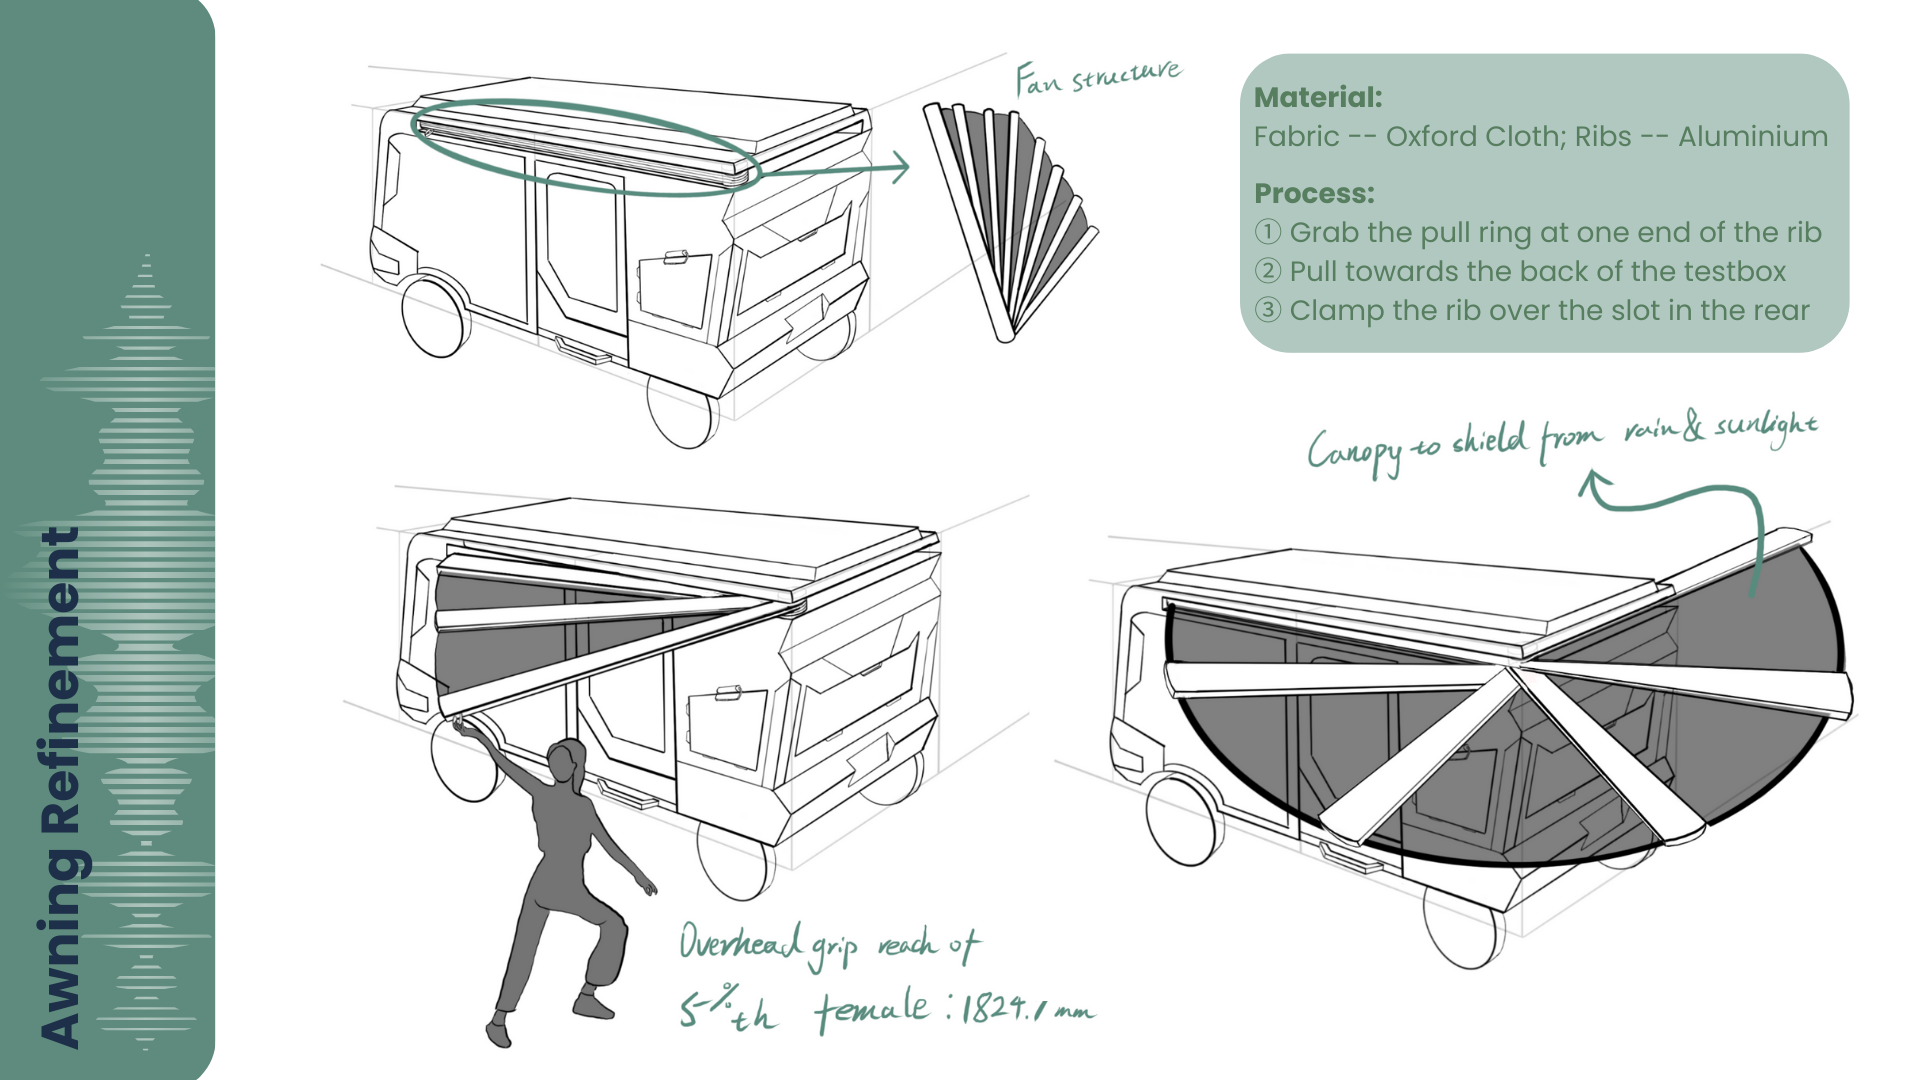 Awning Refinement
Fan structure
Material:
Fabric -- Oxford Cloth; Ribs -- Aluminium
Process:
① Grab the pull ring at one end of the rib
② Pull towards the back of the testbox
③ Clamp the rib over the slot in the rear
Canopy to shield from rain & sunlight
Overhead grip reach of
5%th female : 1824.1 mm